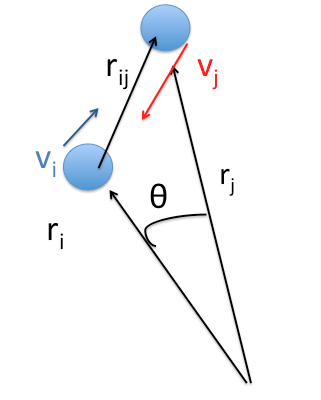 r_ij
v_j
v_i
θ
r_j
r_i